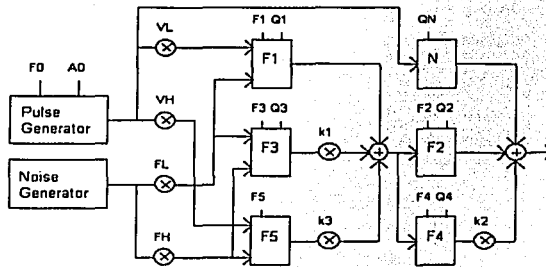 F1 Q1
QN
VL
F0 A0
F1
N
Pulse
Generator
VH
F3 Q3
F2 Q2
k1
Noise
Generator
FL
F3
F2
F5
F4 Q4
k3
k2
FH
F5
F4